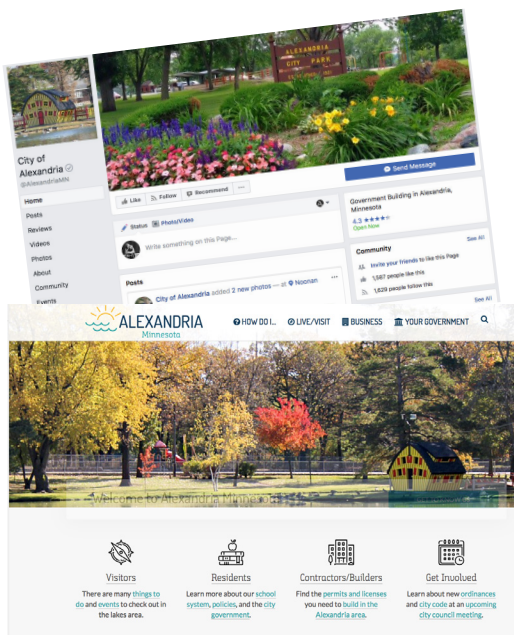 ALEXANDRIA
CITY PARK
City of
Alexandria
@AlexandriaMN
Home
Posts
Reviews
Videos
Photos
About
Community
Events
Like
Follow
Recommend
...
Send Message
Status
Photo/Video
Write something on this Page...
Posts
City of Alexandria added 2 new photos — at Noonan
...
Government Building in Alexandria,
Minnesota
4.3 ★★★★
Open Now
Community
See All
Invite your friends to like this Page
1,597 people like this
1,629 people follow this
See All
ALEXANDRIA
Minnesota
HOW DO I...
LIVE/VISIT
BUSINESS
YOUR GOVERNMENT
Welcome to Alexandria Minnesota
Visitors
There are many things to
do and events to check out in
the lakes area.
Residents
Learn more about our school
system, policies, and the city
government.
Contractors/Builders
Find the permits and licenses
you need to build in the
Alexandria area.
Get Involved
Learn about new ordinances
and city code at an upcoming
city council meeting.